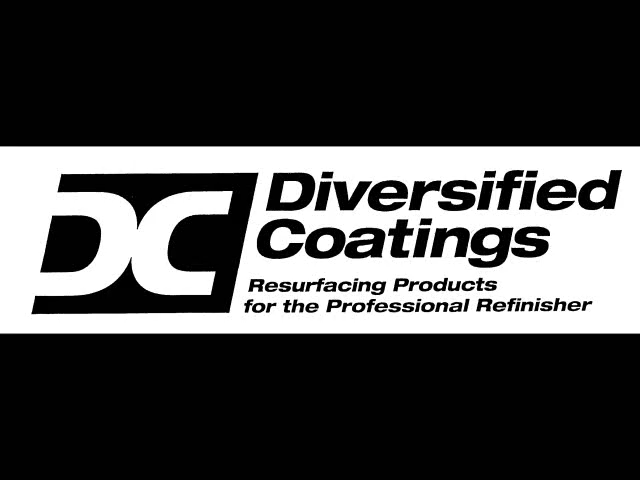 DC
Diversified
Coatings
Resurfacing Products
for the Professional Refinisher